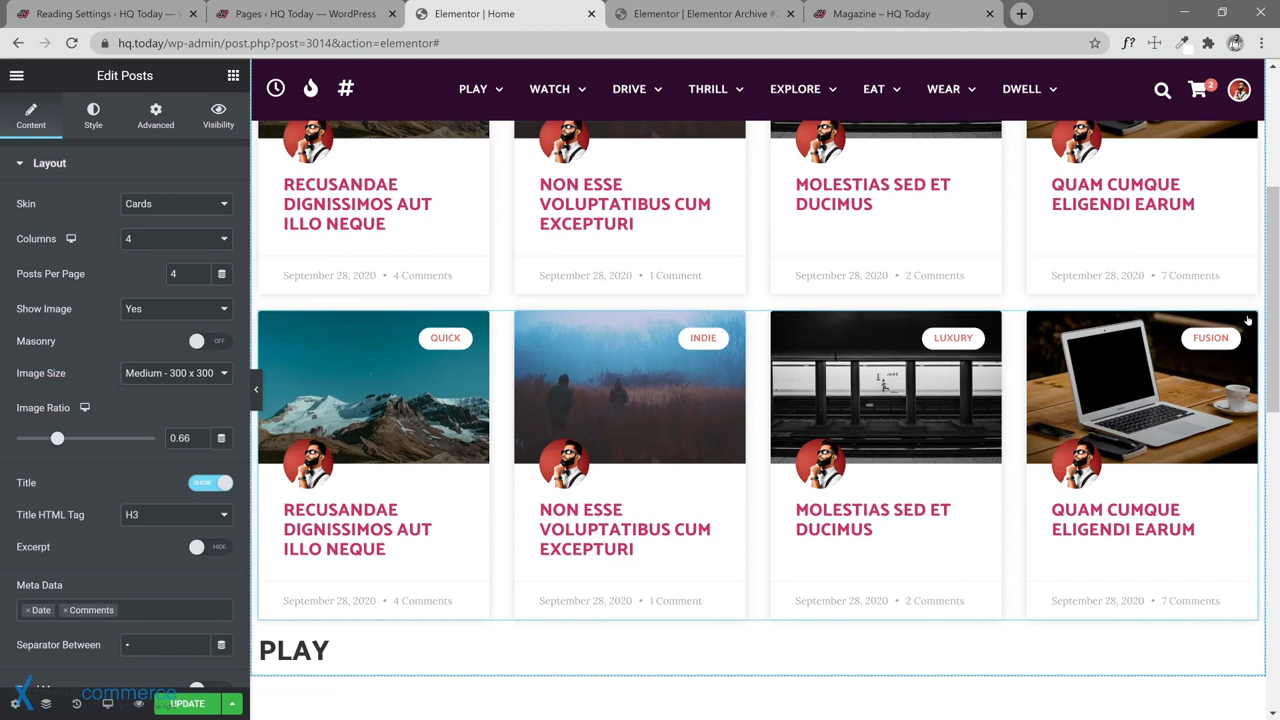 Reading Settings ‹ HQ Today — W
Pages ‹ HQ Today — WordPress
Elementor | Home
Elementor | Elementor Archive #
Magazine – HQ Today
hq.today/wp-admin/post.php?post=3014&action=elementor#
f?
Edit Posts
Content
Style
Advanced
Visibility
Layout
Skin
Cards
Columns
4
Posts Per Page
4
Show Image
Yes
Masonry
OFF
Image Size
Medium - 300 x 300
Image Ratio
0.66
Title
SHOW
Title HTML Tag
H3
Excerpt
HIDE
Meta Data
× Date × Comments
Separator Between
•
commerce
UPDATE
#
PLAY
WATCH
DRIVE
THRILL
EXPLORE
EAT
WEAR
DWELL
2
RECUSANDAE
DIGNISSIMOS AUT
ILLO NEQUE
September 28, 2020 • 4 Comments
NON ESSE
VOLUPTATIBUS CUM
EXCEPTURI
September 28, 2020 • 1 Comment
MOLESTIAS SED ET
DUCIMUS
September 28, 2020 • 2 Comments
QUAM CUMQUE
ELIGENDI EARUM
September 28, 2020 • 7 Comments
QUICK
RECUSANDAE
DIGNISSIMOS AUT
ILLO NEQUE
September 28, 2020 • 4 Comments
INDIE
NON ESSE
VOLUPTATIBUS CUM
EXCEPTURI
September 28, 2020 • 1 Comment
LUXURY
JANE
MOLESTIAS SED ET
DUCIMUS
September 28, 2020 • 2 Comments
FUSION
QUAM CUMQUE
ELIGENDI EARUM
September 28, 2020 • 7 Comments
PLAY